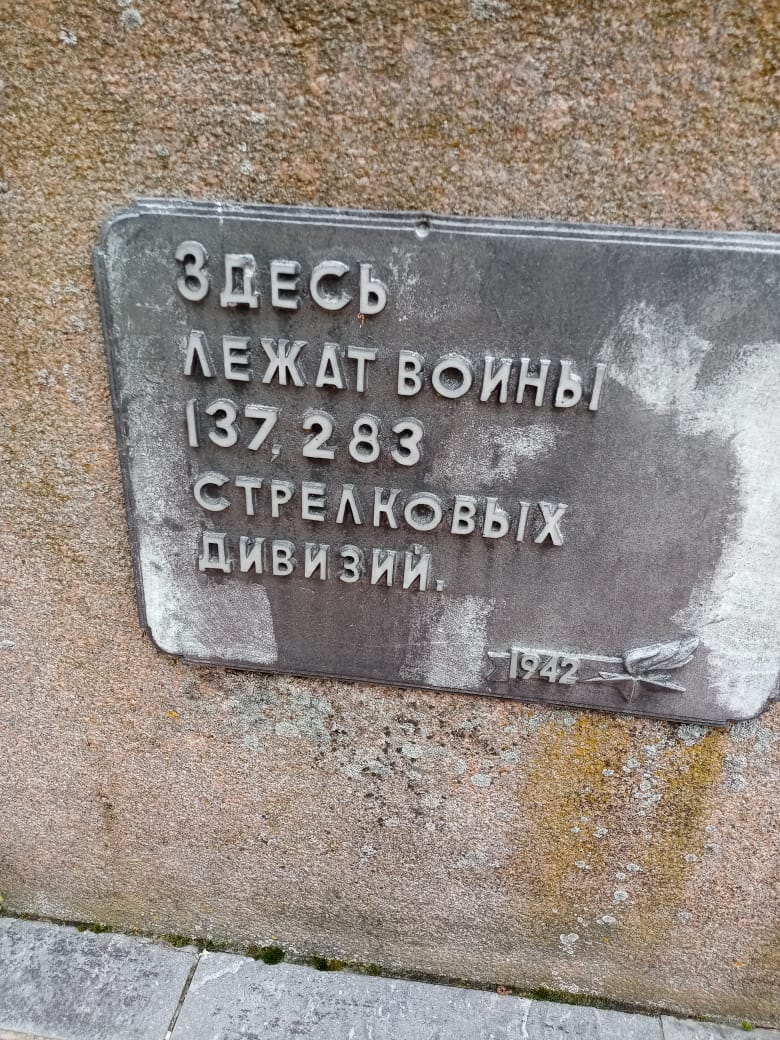 ЗДЕСЬ
ЛЕЖАТ ВОИНЫ
137, 283
СТРЕЛКОВЫХ
ДИВИЗИЙ.
1942